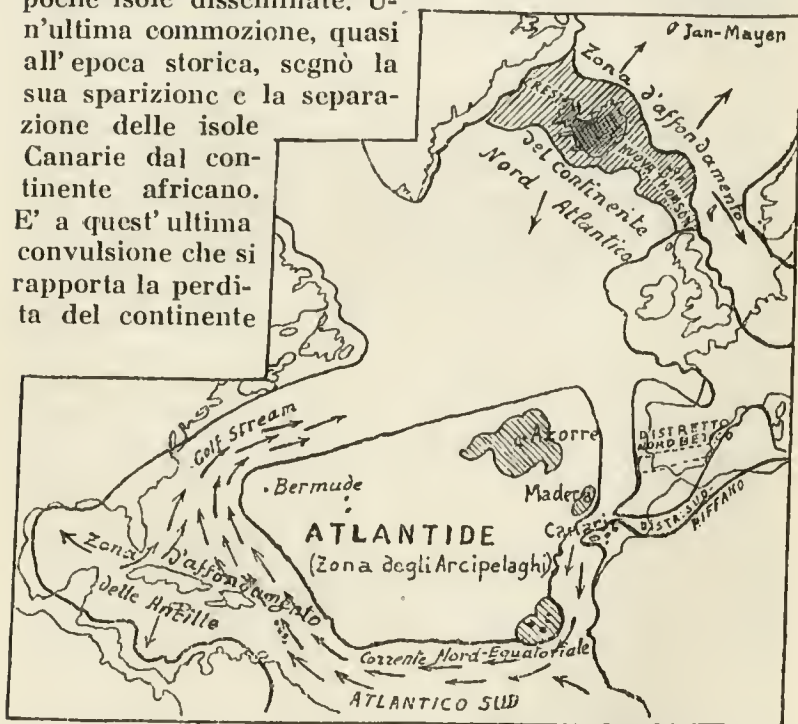 poche isole disseminate. U-
n'ultima commozione, quasi
all'epoca storica, segnò la
sua sparizione e la separa-
zione delle isole
Canarie dal con-
tinente africano.
E' a quest'ultima
convulsione che si
rapporta la perdi-
ta del continente
Jan-Mayen
Zona d'affondamento
RESTI
del continente
Nord Atlantico
Golf Stream
Azorre
Bermude
Madera
DISTRETTO
NORD BETICO
ATLANTIDE
Canarie
DISTR: SUD-
RIFFANO
(Zona degli Arcipelaghi)
Zona d'affondamento
delle Antille
Corrente Nord-Equatoriale
ATLANTICO SUD